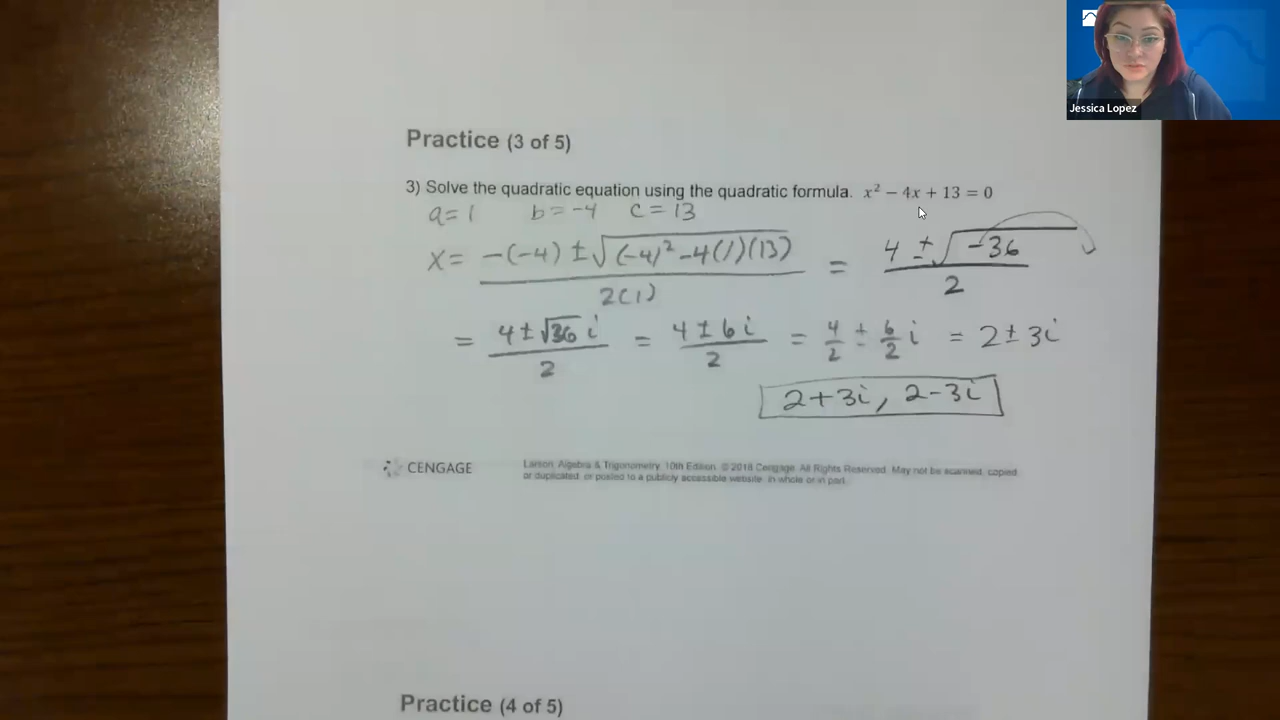 Jessica Lopez
Practice (3 of 5)
3) Solve the quadratic equation using the quadratic formula. x² − 4x + 13 = 0
a=1 b=-4 c=13
x= -(-4) ± √((-4)² -4(1)(13)) / 2(1) = 4 ± √(-36) / 2
= 4 ± √36 i / 2 = 4 ± 6i / 2 = 4/2 ± 6/2 i = 2 ± 3i
2+3i, 2-3i
CENGAGE
Larson, Algebra & Trigonometry, 10th Edition. © 2018 Cengage. All Rights Reserved. May not be scanned, copied
or duplicated, or posted to a publicly accessible website, in whole or in part.
Practice (4 of 5)